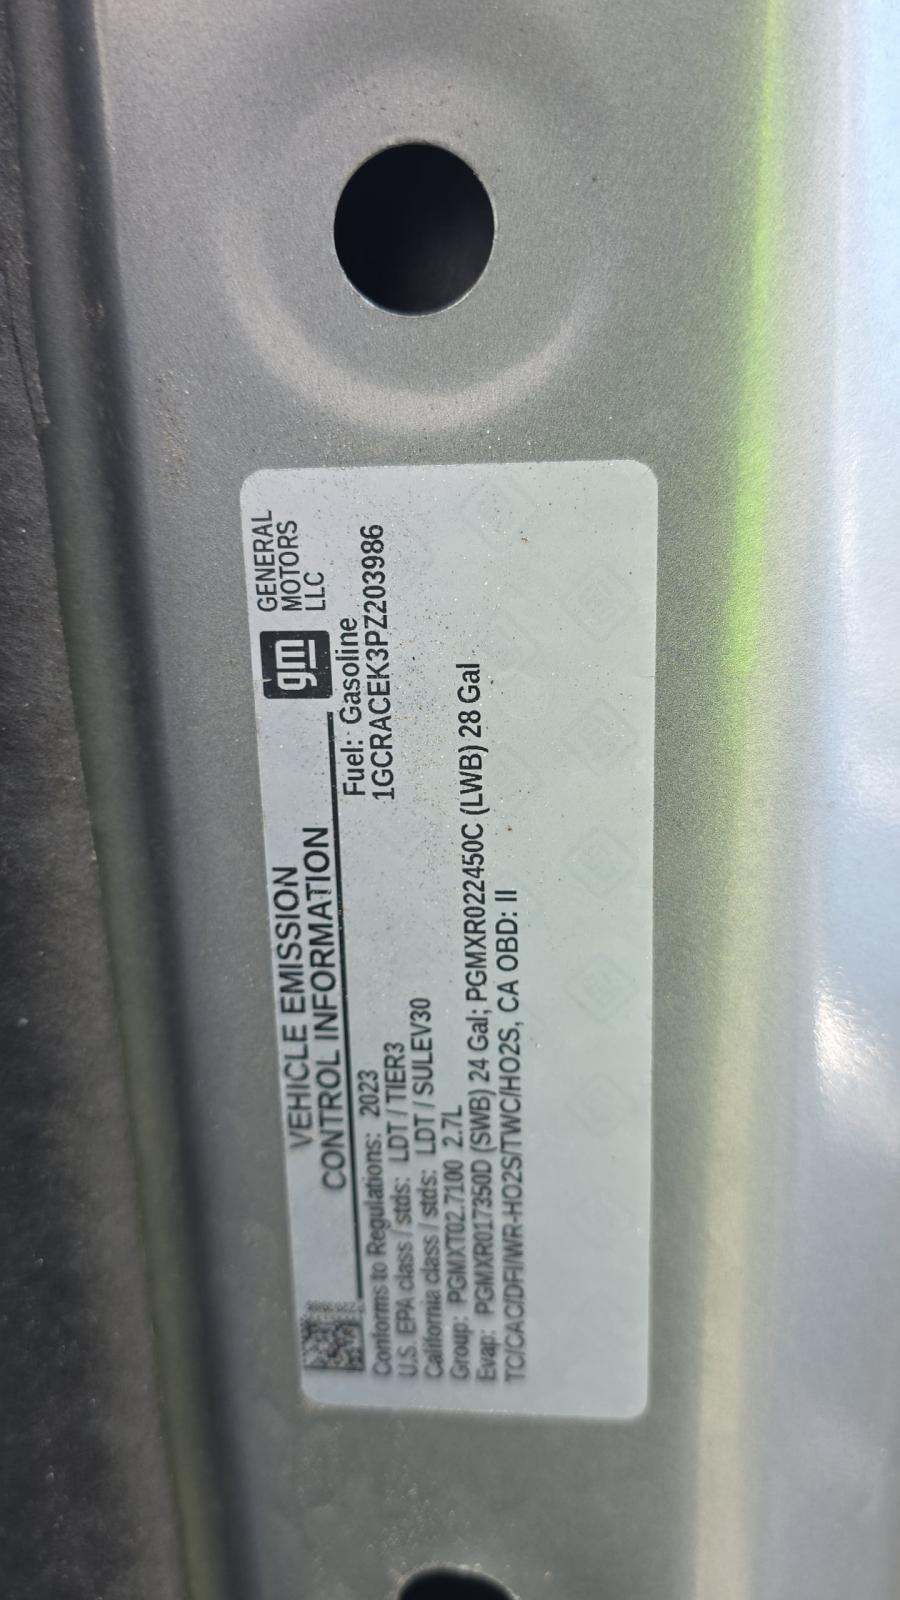 VEHICLE EMISSION
CONTROL INFORMATION
gm
GENERAL
MOTORS
LLC
Conforms to Regulations: 2023
Fuel: Gasoline
U.S. EPA class / stds: LDT / TIER3
1GCRACEK3PZ203986
California class / stds: LDT / SULEV30
Group: PGMXT02.7100 2.7L
Evap: PGMXR017350D (SWB) 24 Gal; PGMXR022450C (LWB) 28 Gal
TC/CAC/DFI/WR-HO2S/TWC/HO2S, CA OBD: II